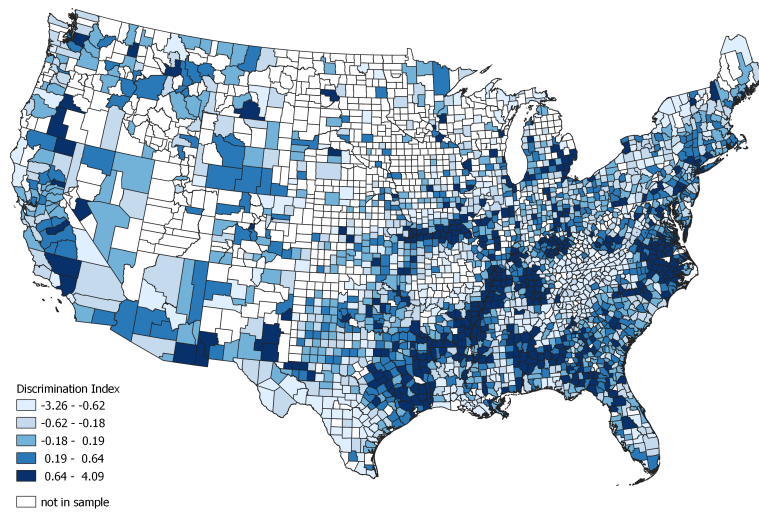 Discrimination Index
-3.26 - -0.62
-0.62 - -0.18
-0.18 - 0.19
0.19 - 0.64
0.64 - 4.09
not in sample